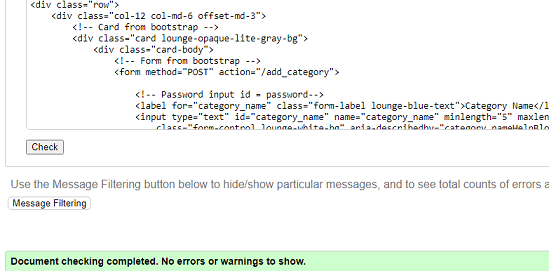 <div class="row">
<div class="col-12 col-md-6 offset-md-3">
<!-- Card from bootstrap -->
<div class="card lounge-opaque-lite-gray-bg">
<div class="card-body">
<!-- Form from bootstrap -->
<form method="POST" action="/add_category">
<!-- Password input id = password-->
<label for="category_name" class="form-label lounge-blue-text">Category Name</l
<input type="text" id="category_name" name="category_name" minlength="5" maxlen
class="form-control lounge-white-bg" aria-describedby="category_nameHelpBlo
Check
Use the Message Filtering button below to hide/show particular messages, and to see total counts of errors a
Message Filtering
Document checking completed. No errors or warnings to show.